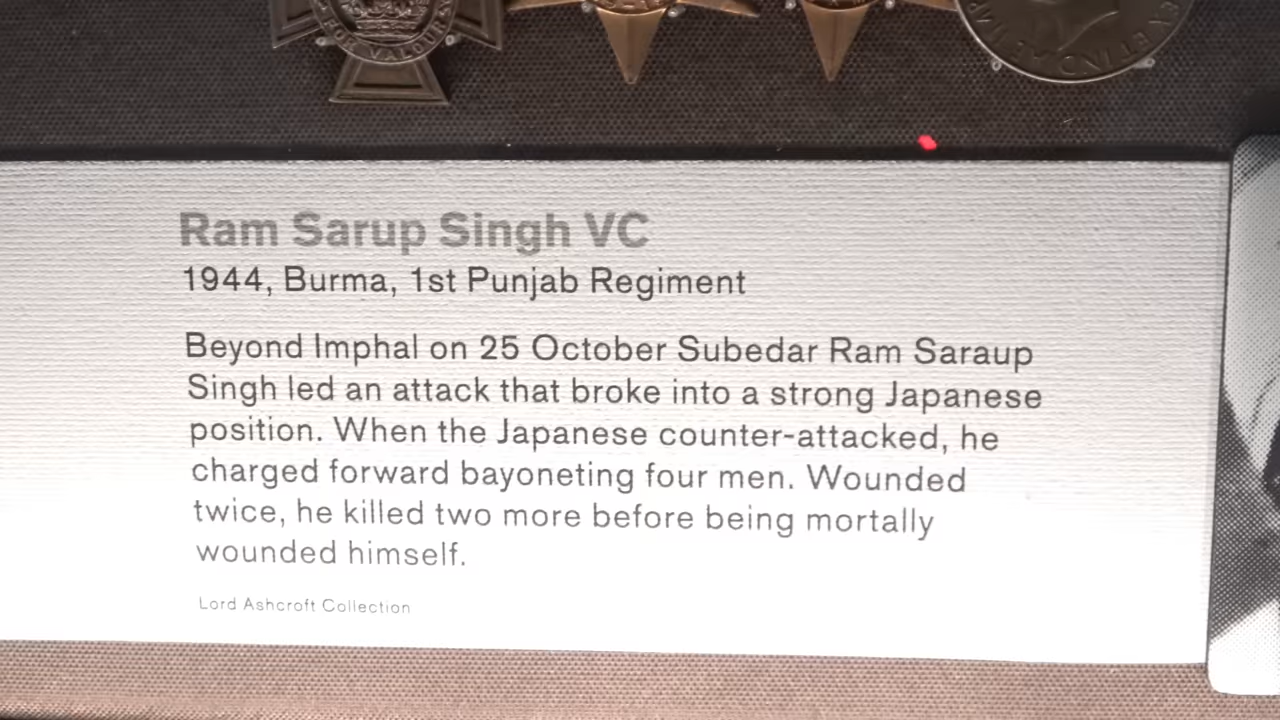 FOR VALOUR
Ram Sarup Singh VC
1944, Burma, 1st Punjab Regiment
Beyond Imphal on 25 October Subedar Ram Saraup
Singh led an attack that broke into a strong Japanese
position. When the Japanese counter-attacked, he
charged forward bayoneting four men. Wounded
twice, he killed two more before being mortally
wounded himself.
Lord Ashcroft Collection